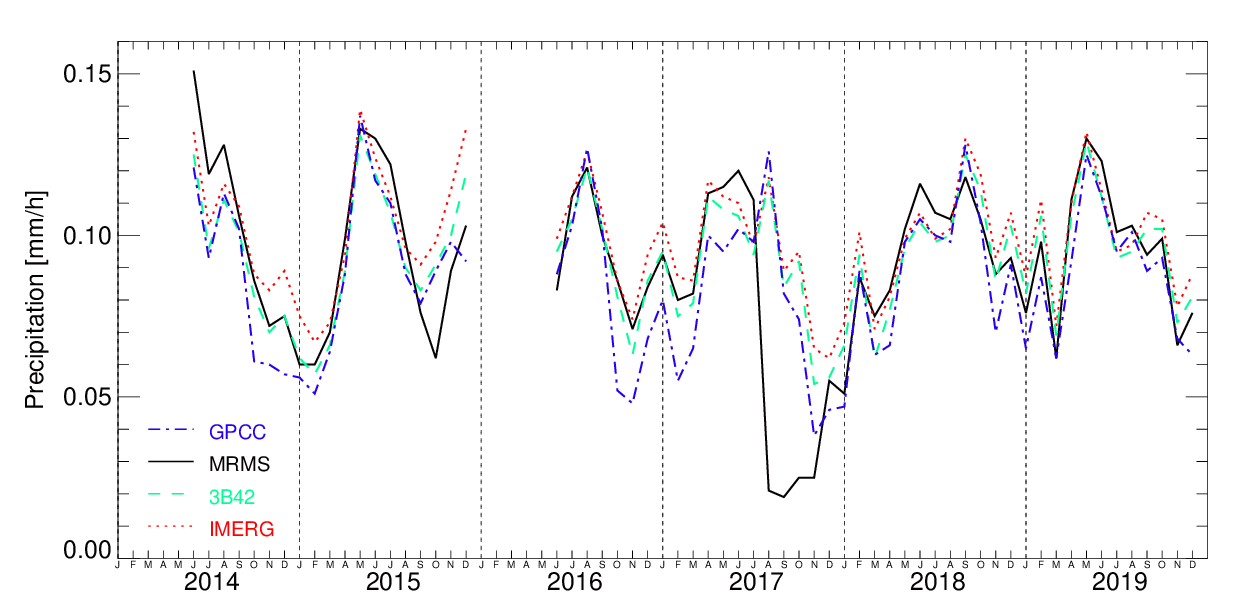 0.15
0.10
0.05
0.00
Precipitation [mm/h]
GPCC
MRMS
3B42
IMERG
J F M A M J J A S O N D J F M A M J J A S O N D J F M A M J J A S O N D J F M A M J J A S O N D J F M A M J J A S O N D J F M A M J J A S O N D
2014 2015 2016 2017 2018 2019